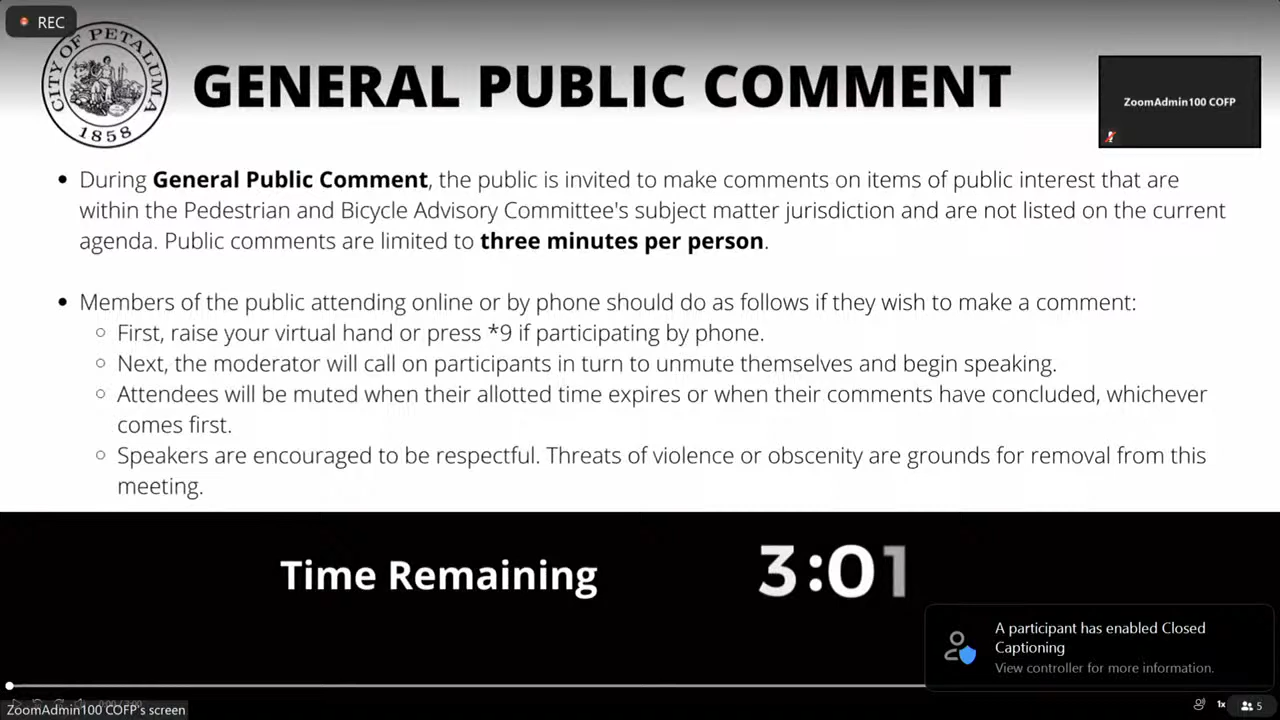 REC
CITY OF PETALUMA
1858
GENERAL PUBLIC COMMENT
ZoomAdmin100 COFP
• During General Public Comment, the public is invited to make comments on items of public interest that are
within the Pedestrian and Bicycle Advisory Committee's subject matter jurisdiction and are not listed on the current
agenda. Public comments are limited to three minutes per person.
• Members of the public attending online or by phone should do as follows if they wish to make a comment:
○ First, raise your virtual hand or press *9 if participating by phone.
○ Next, the moderator will call on participants in turn to unmute themselves and begin speaking.
○ Attendees will be muted when their allotted time expires or when their comments have concluded, whichever
comes first.
○ Speakers are encouraged to be respectful. Threats of violence or obscenity are grounds for removal from this
meeting.
Time Remaining
3:01
A participant has enabled Closed
Captioning
View controller for more information.
ZoomAdmin100 COFP's screen
1x
5